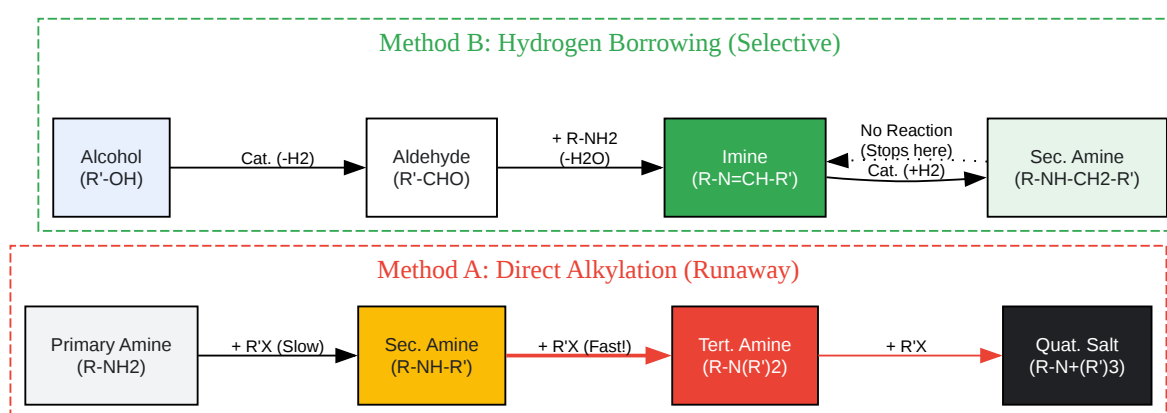 Method B: Hydrogen Borrowing (Selective)
Alcohol
(R'-OH)
Cat. (-H2)
Aldehyde
(R'-CHO)
+ R-NH2
(-H2O)
Imine
(R-N=CH-R')
No Reaction
(Stops here)
Cat. (+H2)
Sec. Amine
(R-NH-CH2-R')
Method A: Direct Alkylation (Runaway)
Primary Amine
(R-NH2)
+ R'X (Slow)
Sec. Amine
(R-NH-R')
+ R'X (Fast!)
Tert. Amine
(R-N(R')2)
+ R'X
Quat. Salt
(R-N+(R')3)